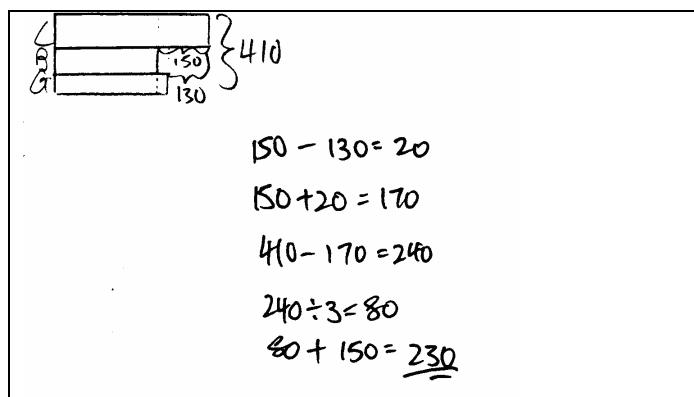 L
B 150 410
G 130
150 - 130 = 20
150 + 20 = 170
410 - 170 = 240
240 ÷ 3 = 80
80 + 150 = 230